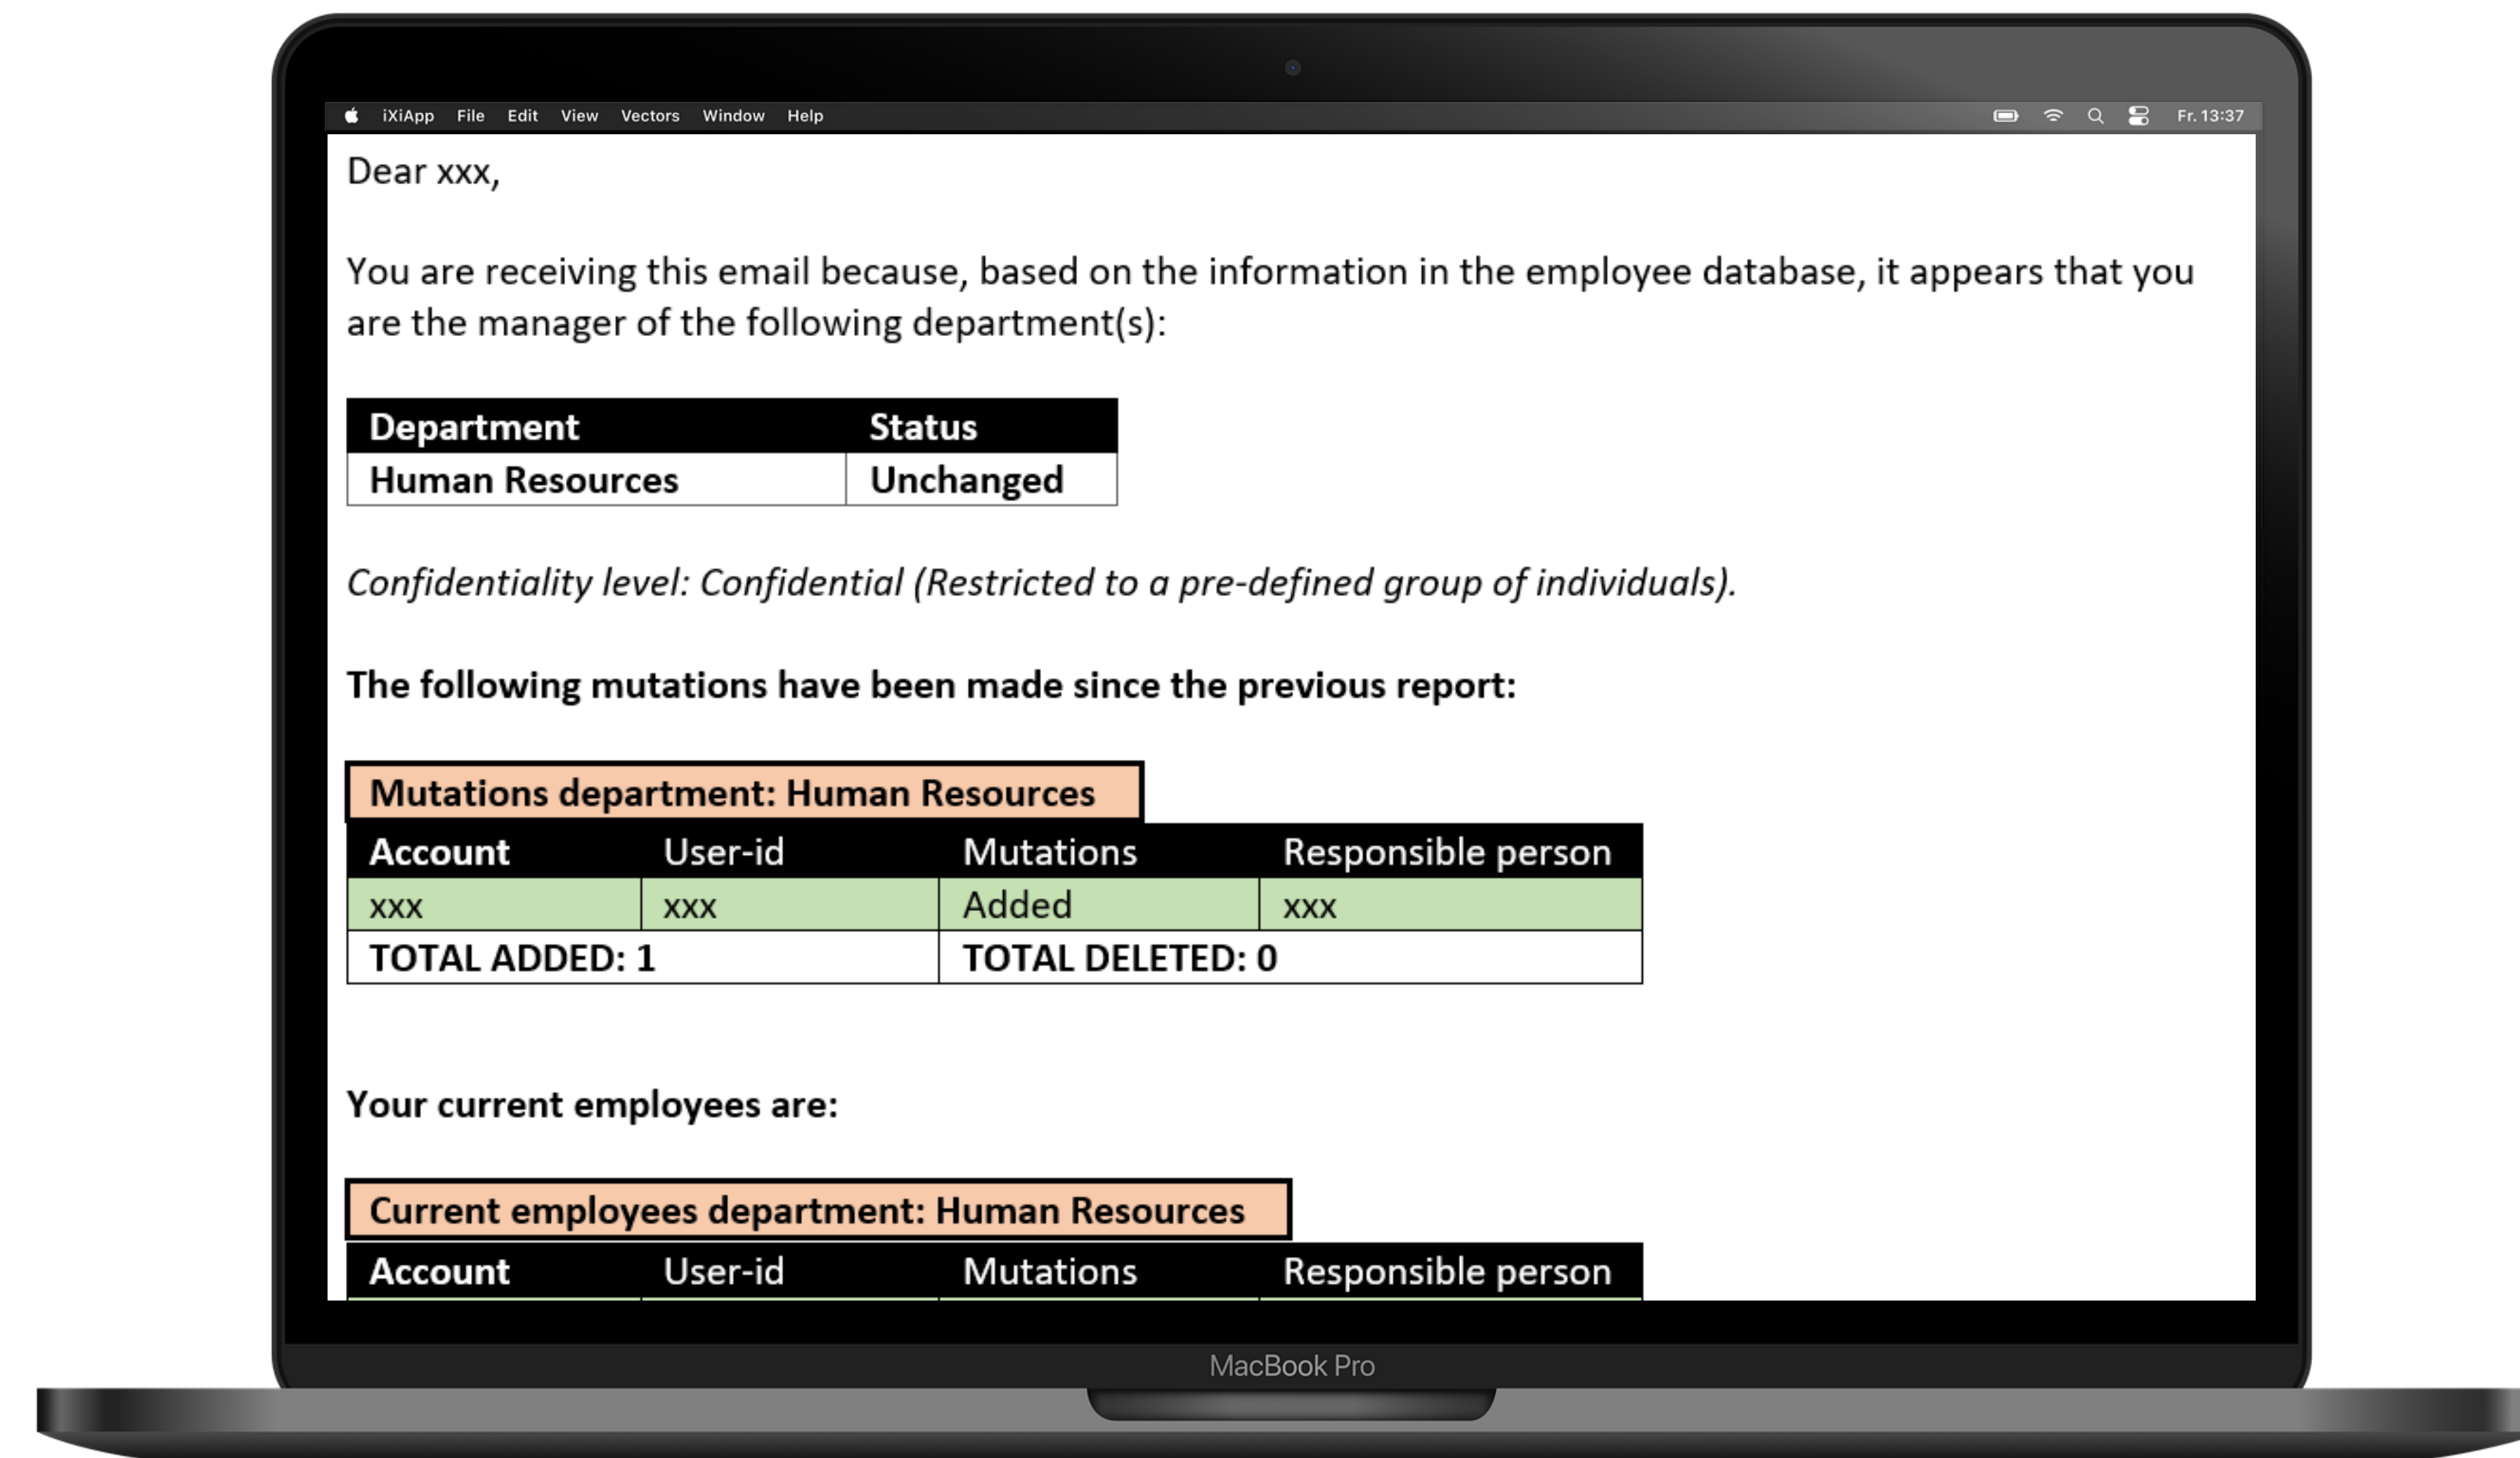 iXiApp File Edit View Vectors Window Help Fr. 13:37
Dear xxx,
You are receiving this email because, based on the information in the employee database, it appears that you
are the manager of the following department(s):
Department Status
Human Resources Unchanged
Confidentiality level: Confidential (Restricted to a pre-defined group of individuals).
The following mutations have been made since the previous report:
Mutations department: Human Resources
Account User-id Mutations Responsible person
xxx xxx Added xxx
TOTAL ADDED: 1 TOTAL DELETED: 0
Your current employees are:
Current employees department: Human Resources
Account User-id Mutations Responsible person
MacBook Pro